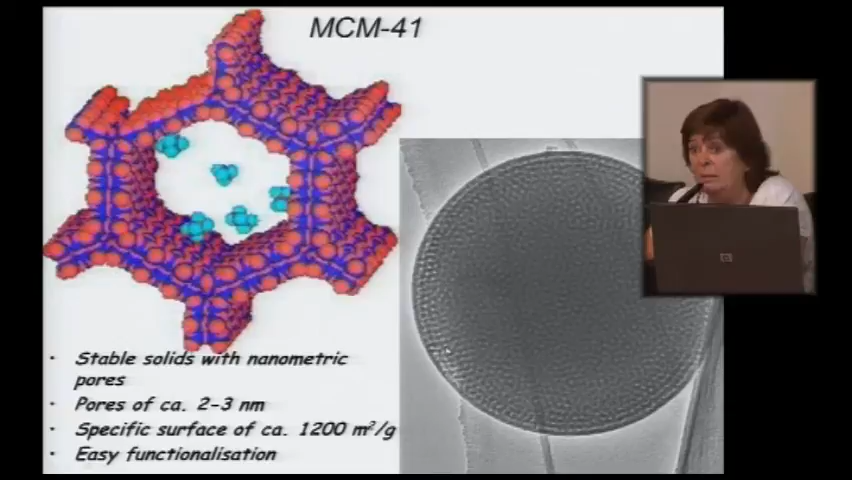 MCM-41
• Stable solids with nanometric
pores
• Pores of ca. 2-3 nm
• Specific surface of ca. 1200 m²/g
• Easy functionalisation